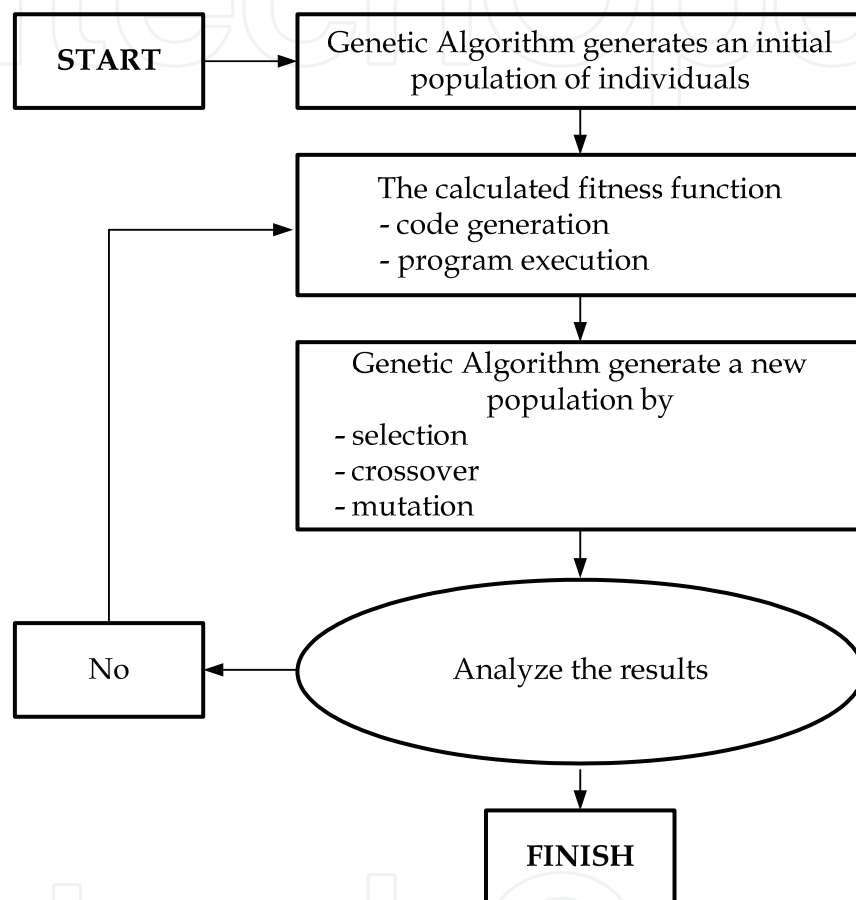 START
Genetic Algorithm generates an initial
population of individuals
The calculated fitness function
- code generation
- program execution
Genetic Algorithm generate a new
population by
- selection
- crossover
- mutation
No
Analyze the results
FINISH